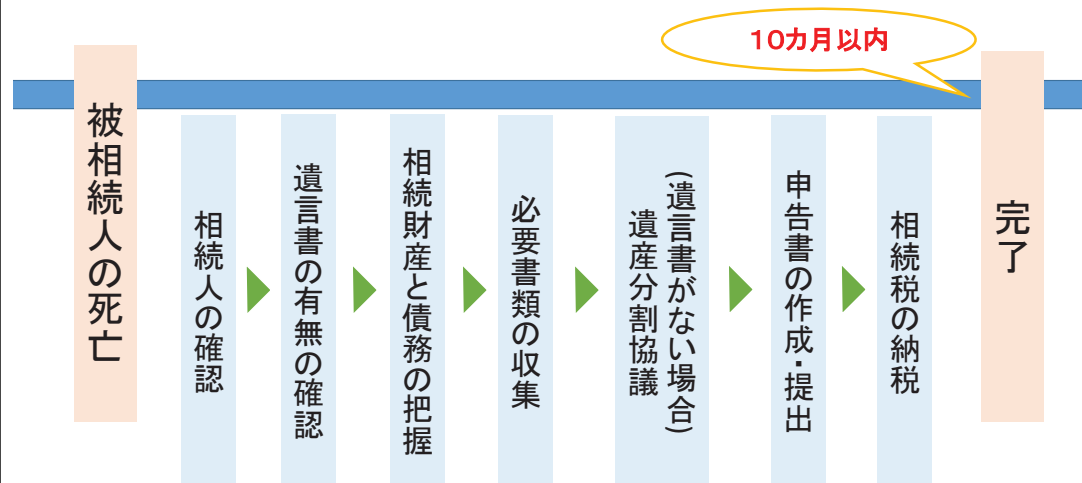 10カ月以内
被相続人の死亡
相続人の確認
遺言書の有無の確認
相続財産と債務の把握
必要書類の収集
(遺言書がない場合)
遺産分割協議
申告書の作成・提出
相続税の納税
完了